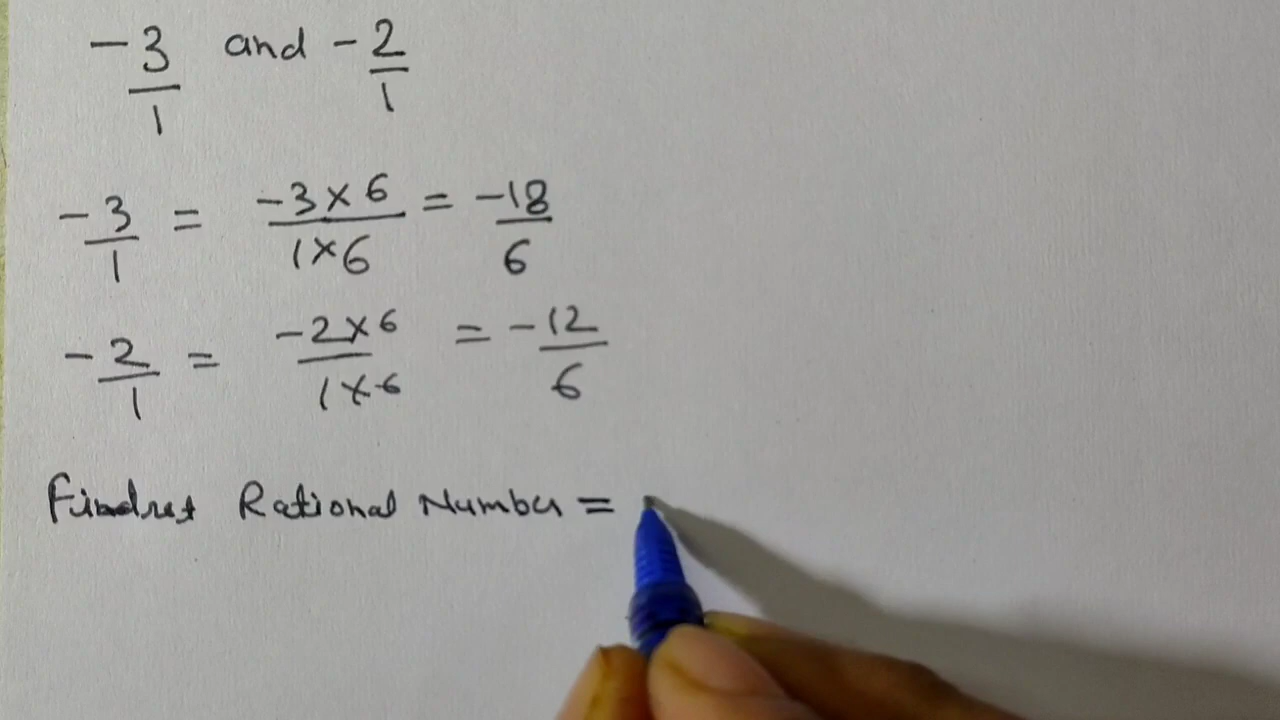 -3/1 and -2/1
-3/1 = -3×6/1×6 = -18/6
-2/1 = -2×6/1×6 = -12/6
Rational Number =